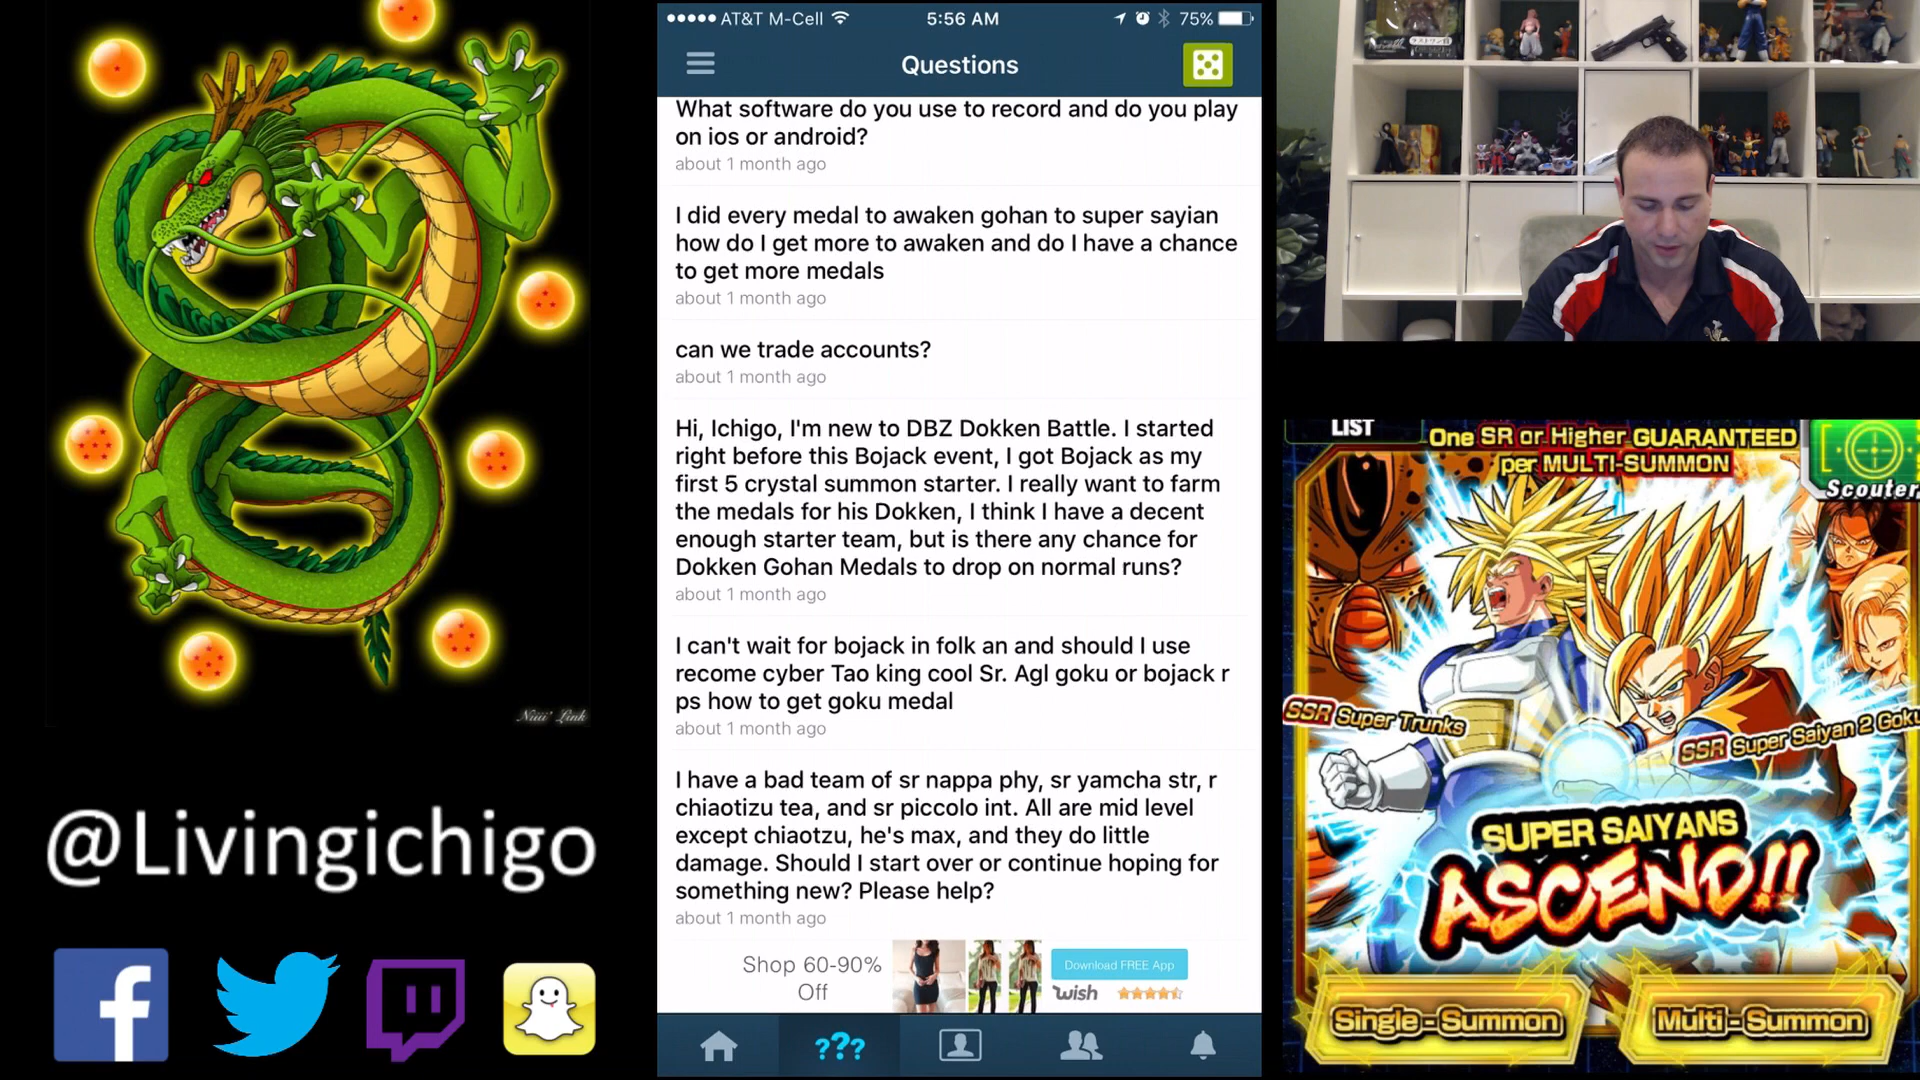 AT&T M-Cell
5:56 AM
75%
Questions
What software do you use to record and do you play
on ios or android?
about 1 month ago
I did every medal to awaken gohan to super sayian
how do I get more to awaken and do I have a chance
to get more medals
about 1 month ago
can we trade accounts?
about 1 month ago
Hi, Ichigo, I'm new to DBZ Dokken Battle. I started
right before this Bojack event, I got Bojack as my
first 5 crystal summon starter. I really want to farm
the medals for his Dokken, I think I have a decent
enough starter team, but is there any chance for
Dokken Gohan Medals to drop on normal runs?
about 1 month ago
I can't wait for bojack in folk an and should I use
recome cyber Tao king cool Sr. Agl goku or bojack r
ps how to get goku medal
about 1 month ago
I have a bad team of sr nappa phy, sr yamcha str, r
chiaotizu tea, and sr piccolo int. All are mid level
except chiaotzu, he's max, and they do little
damage. Should I start over or continue hoping for
something new? Please help?
about 1 month ago
Shop 60-90%
Off
Download FREE App
wish
???
Niiii' Link
@Livingichigo
f
LIST
One SR or Higher GUARANTEED
per MULTI-SUMMON
Scouter
SSR Super Trunks
SSR Super Saiyan 2 Goku
SUPER SAIYANS
ASCEND!!
Single-Summon
Multi-Summon